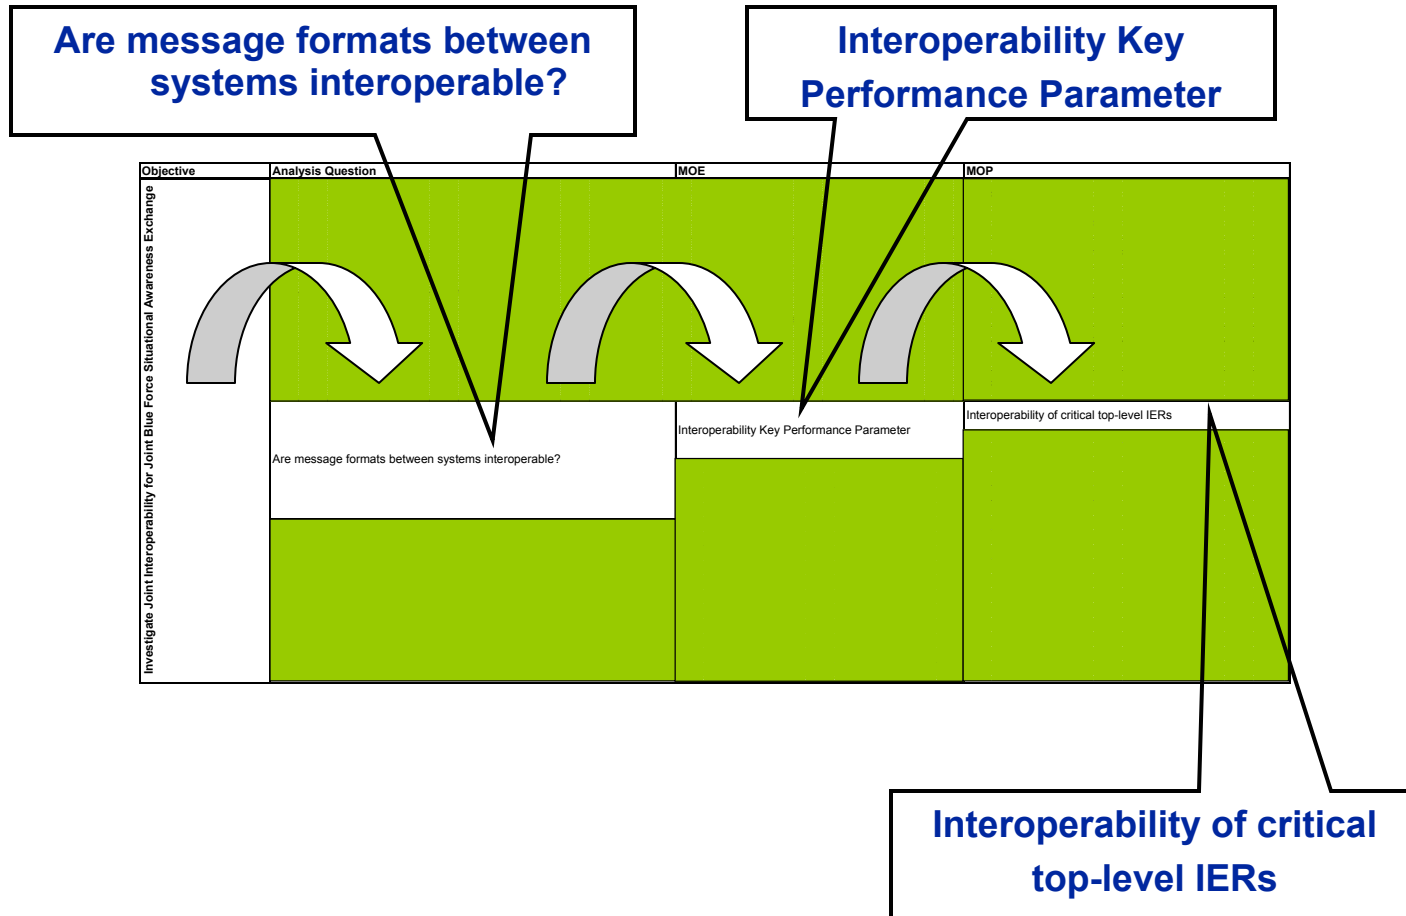 Are message formats between
systems interoperable?
Interoperability Key
Performance Parameter
Objective
Analysis Question
MOE
MOP
Investigate Joint Interoperability for Joint Blue Force Situational Awareness Exchange
Are message formats between systems interoperable?
Interoperability Key Performance Parameter
Interoperability of critical top-level IERs
Interoperability of critical
top-level IERs